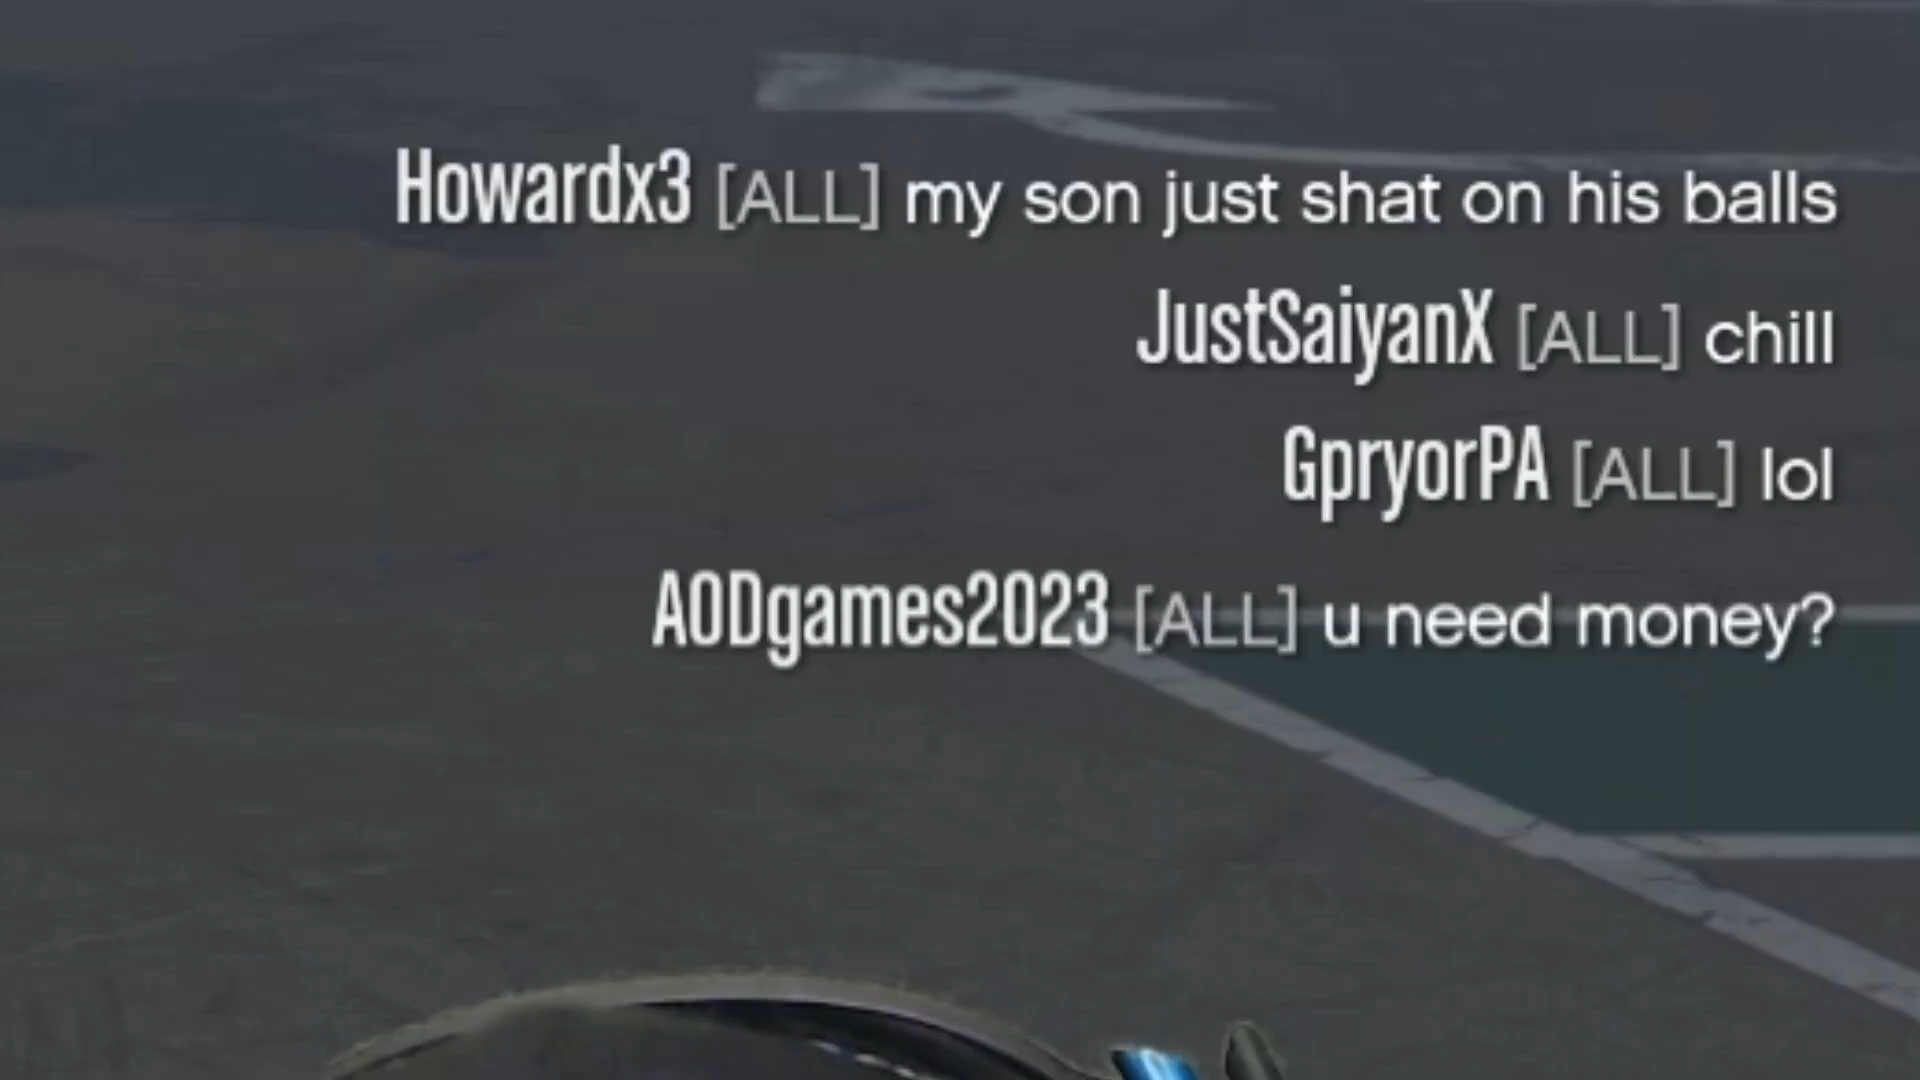 Howardx3 [ALL] my son just shat on his balls
JustSaiyanX [ALL] chill
GpryorPA [ALL] lol
AODgames2023 [ALL] u need money?